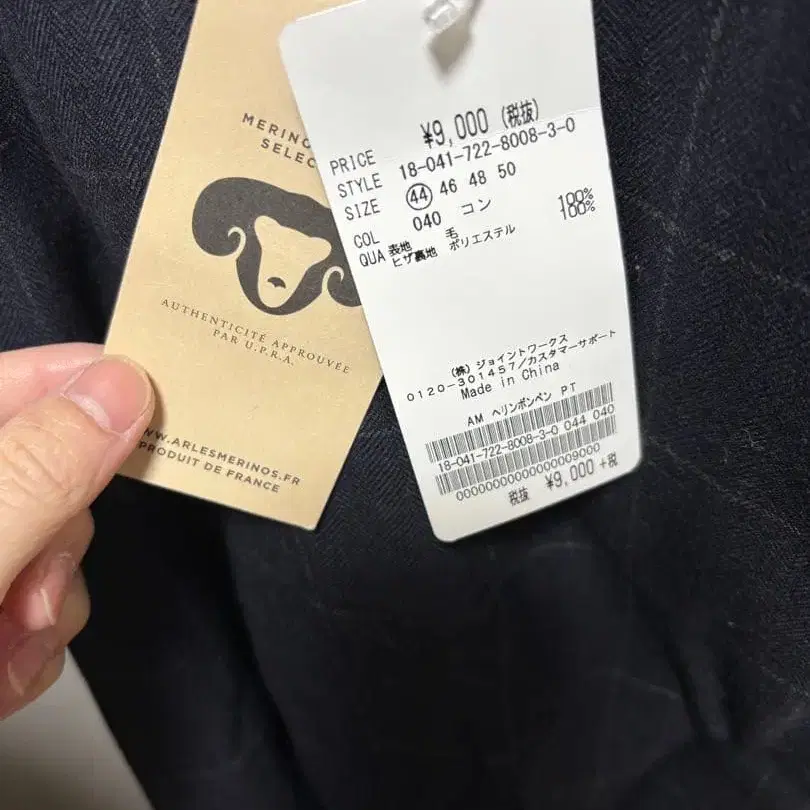 MERINO
SELEC
AUTHENTICITÉ APPROUVÉE
PAR U.P.R.A.
WWW.ARLESMERINOS.FR
PRODUIT DE FRANCE
PRICE ¥9,000 (税抜)
STYLE 18-041-722-8008-3-0
SIZE 44 46 48 50
COL 040 コン
QUA 表地 毛 100%
ヒザ裏地 ポリエステル 100%
(株) ジョイントワークス
0120-301457/カスタマーサポート
Made in China
AM ヘリンボンペン PT
18-041-722-8008-3-0 044 040
0000000000000000009000
税抜 ¥9,000+税